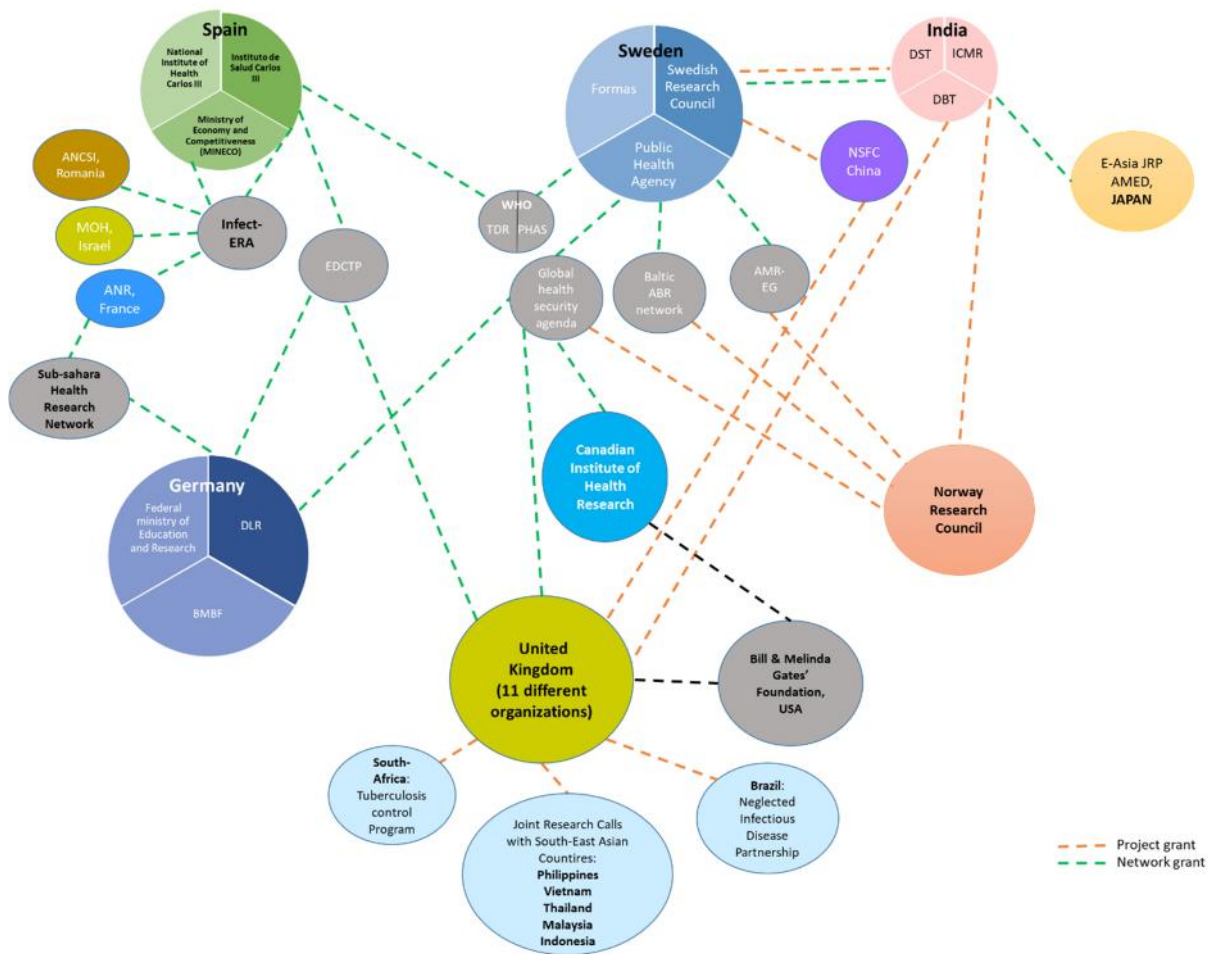 Spain
National
Institute of
Health
Carlos III
Instituto de
Salud Carlos
III
Ministry of
Economy and
Competitiveness
(MINECO)
Sweden
Formas
Swedish
Research
Council
Public
Health
Agency
India
DST
ICMR
DBT
ANCSI,
Romania
MOH,
Israel
ANR,
France
Infect-
ERA
EDCTP
WHO
TDR
PHAS
NSFC
China
E-Asia JRP
AMED,
JAPAN
Global
health
security
agenda
Baltic
ABR
network
AMR-
EG
Sub-sahara
Health
Research
Network
Germany
Federal
ministry of
Education
and Research
DLR
BMBF
Canadian
Institute of
Health
Research
Norway
Research
Council
United
Kingdom
(11 different
organizations)
Bill & Melinda
Gates'
Foundation,
USA
South-
Africa:
Tuberculosis
control
Program
Joint Research Calls
with South-East Asian
Countires:
Philippines
Vietnam
Thailand
Malaysia
Indonesia
Brazil:
Neglected
Infectious
Disease
Partnership
Project grant
Network grant